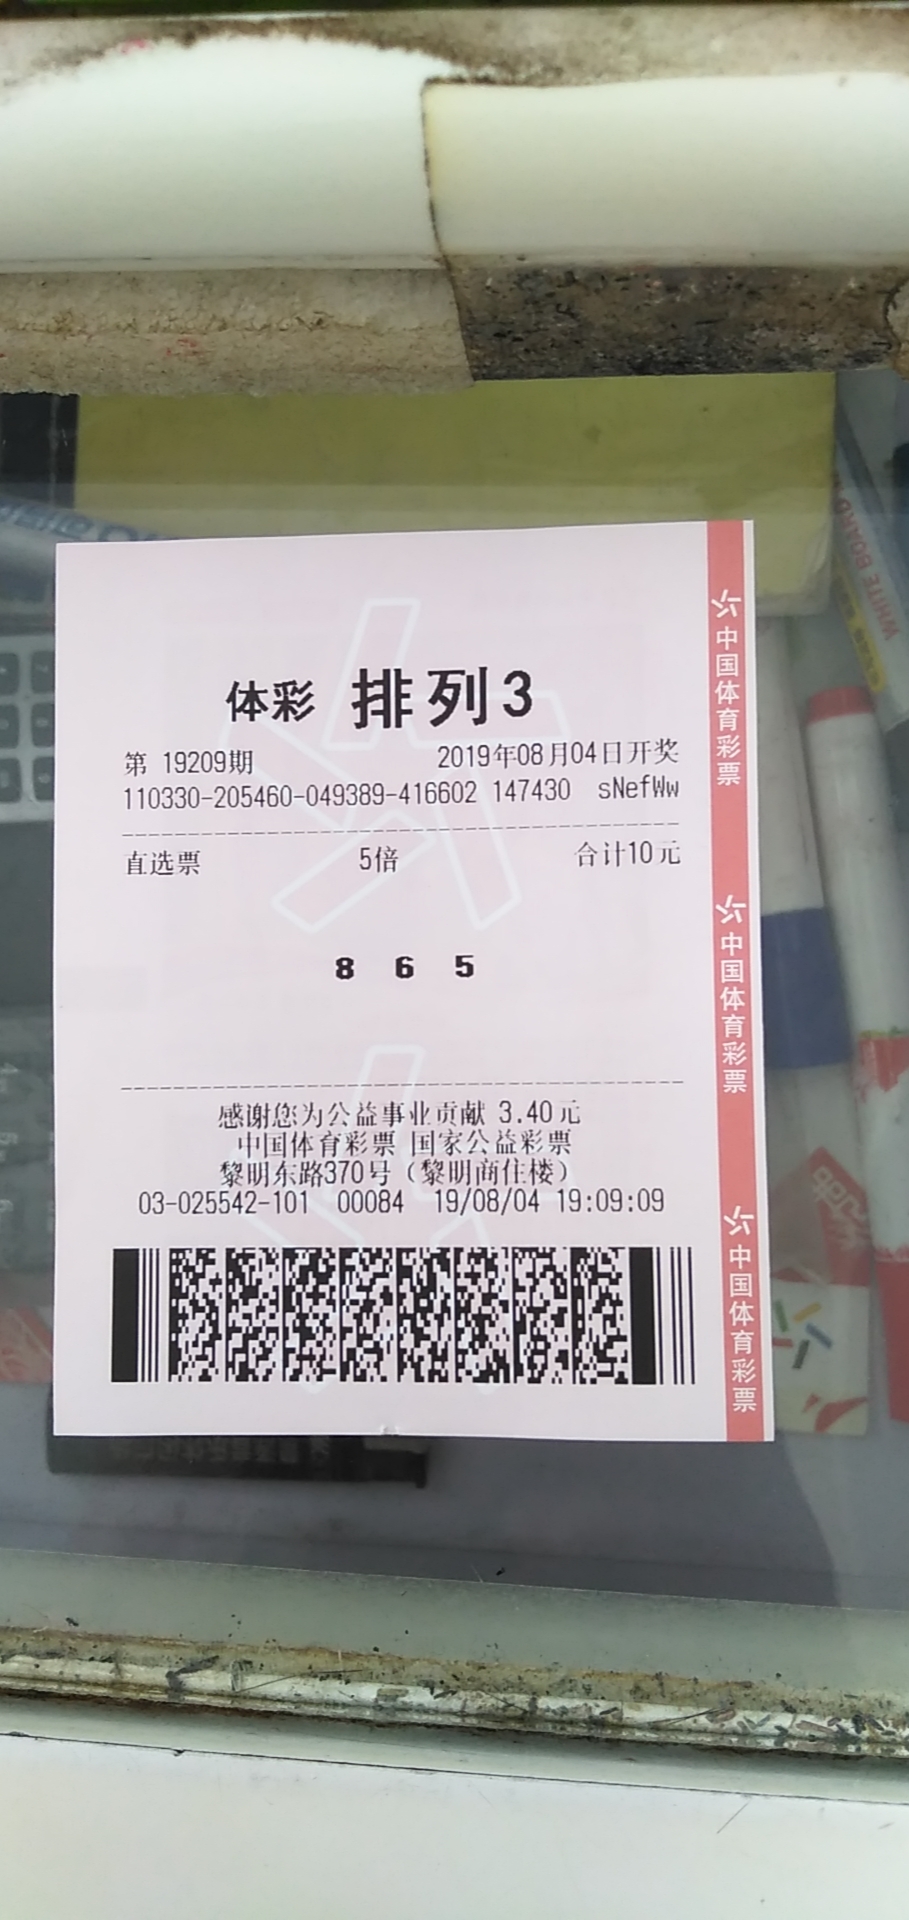 体彩 排列3
第 19209期 2019年08月04日开奖
110330-205460-049389-416602 147430 sNefWw
直选票 5倍 合计10元
8 6 5
感谢您为公益事业贡献 3.40元
中国体育彩票 国家公益彩票
黎明东路370号（黎明商住楼）
03-025542-101 00084 19/08/04 19:09:09
中国体育彩票
中国体育彩票
中国体育彩票
WHITE BOARD